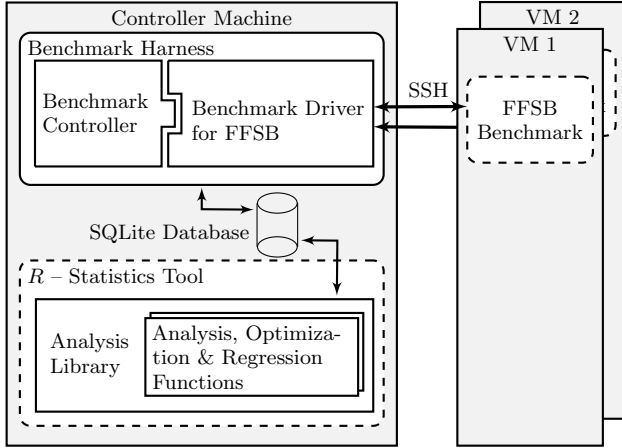 Controller Machine
Benchmark Harness
Benchmark
Controller
Benchmark Driver
for FFSB
SSH
VM 2
VM 1
FFSB
Benchmark
SQLite Database
R – Statistics Tool
Analysis
Library
Analysis, Optimiza-
tion & Regression
Functions